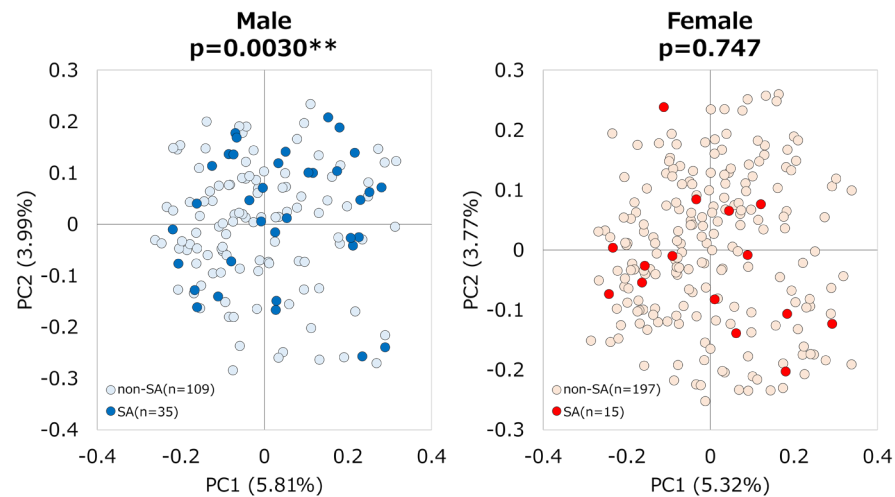 Male
p=0.0030**
0.3
0.2
0.1
0
-0.1
-0.2
-0.3
-0.4
PC2 (3.99%)
non-SA(n=109)
SA(n=35)
-0.4
-0.2
0
0.2
0.4
PC1 (5.81%)
Female
p=0.747
0.3
0.2
0.1
0
-0.1
-0.2
-0.3
PC2 (3.77%)
non-SA(n=197)
SA(n=15)
-0.4
-0.2
0
0.2
0.4
PC1 (5.32%)